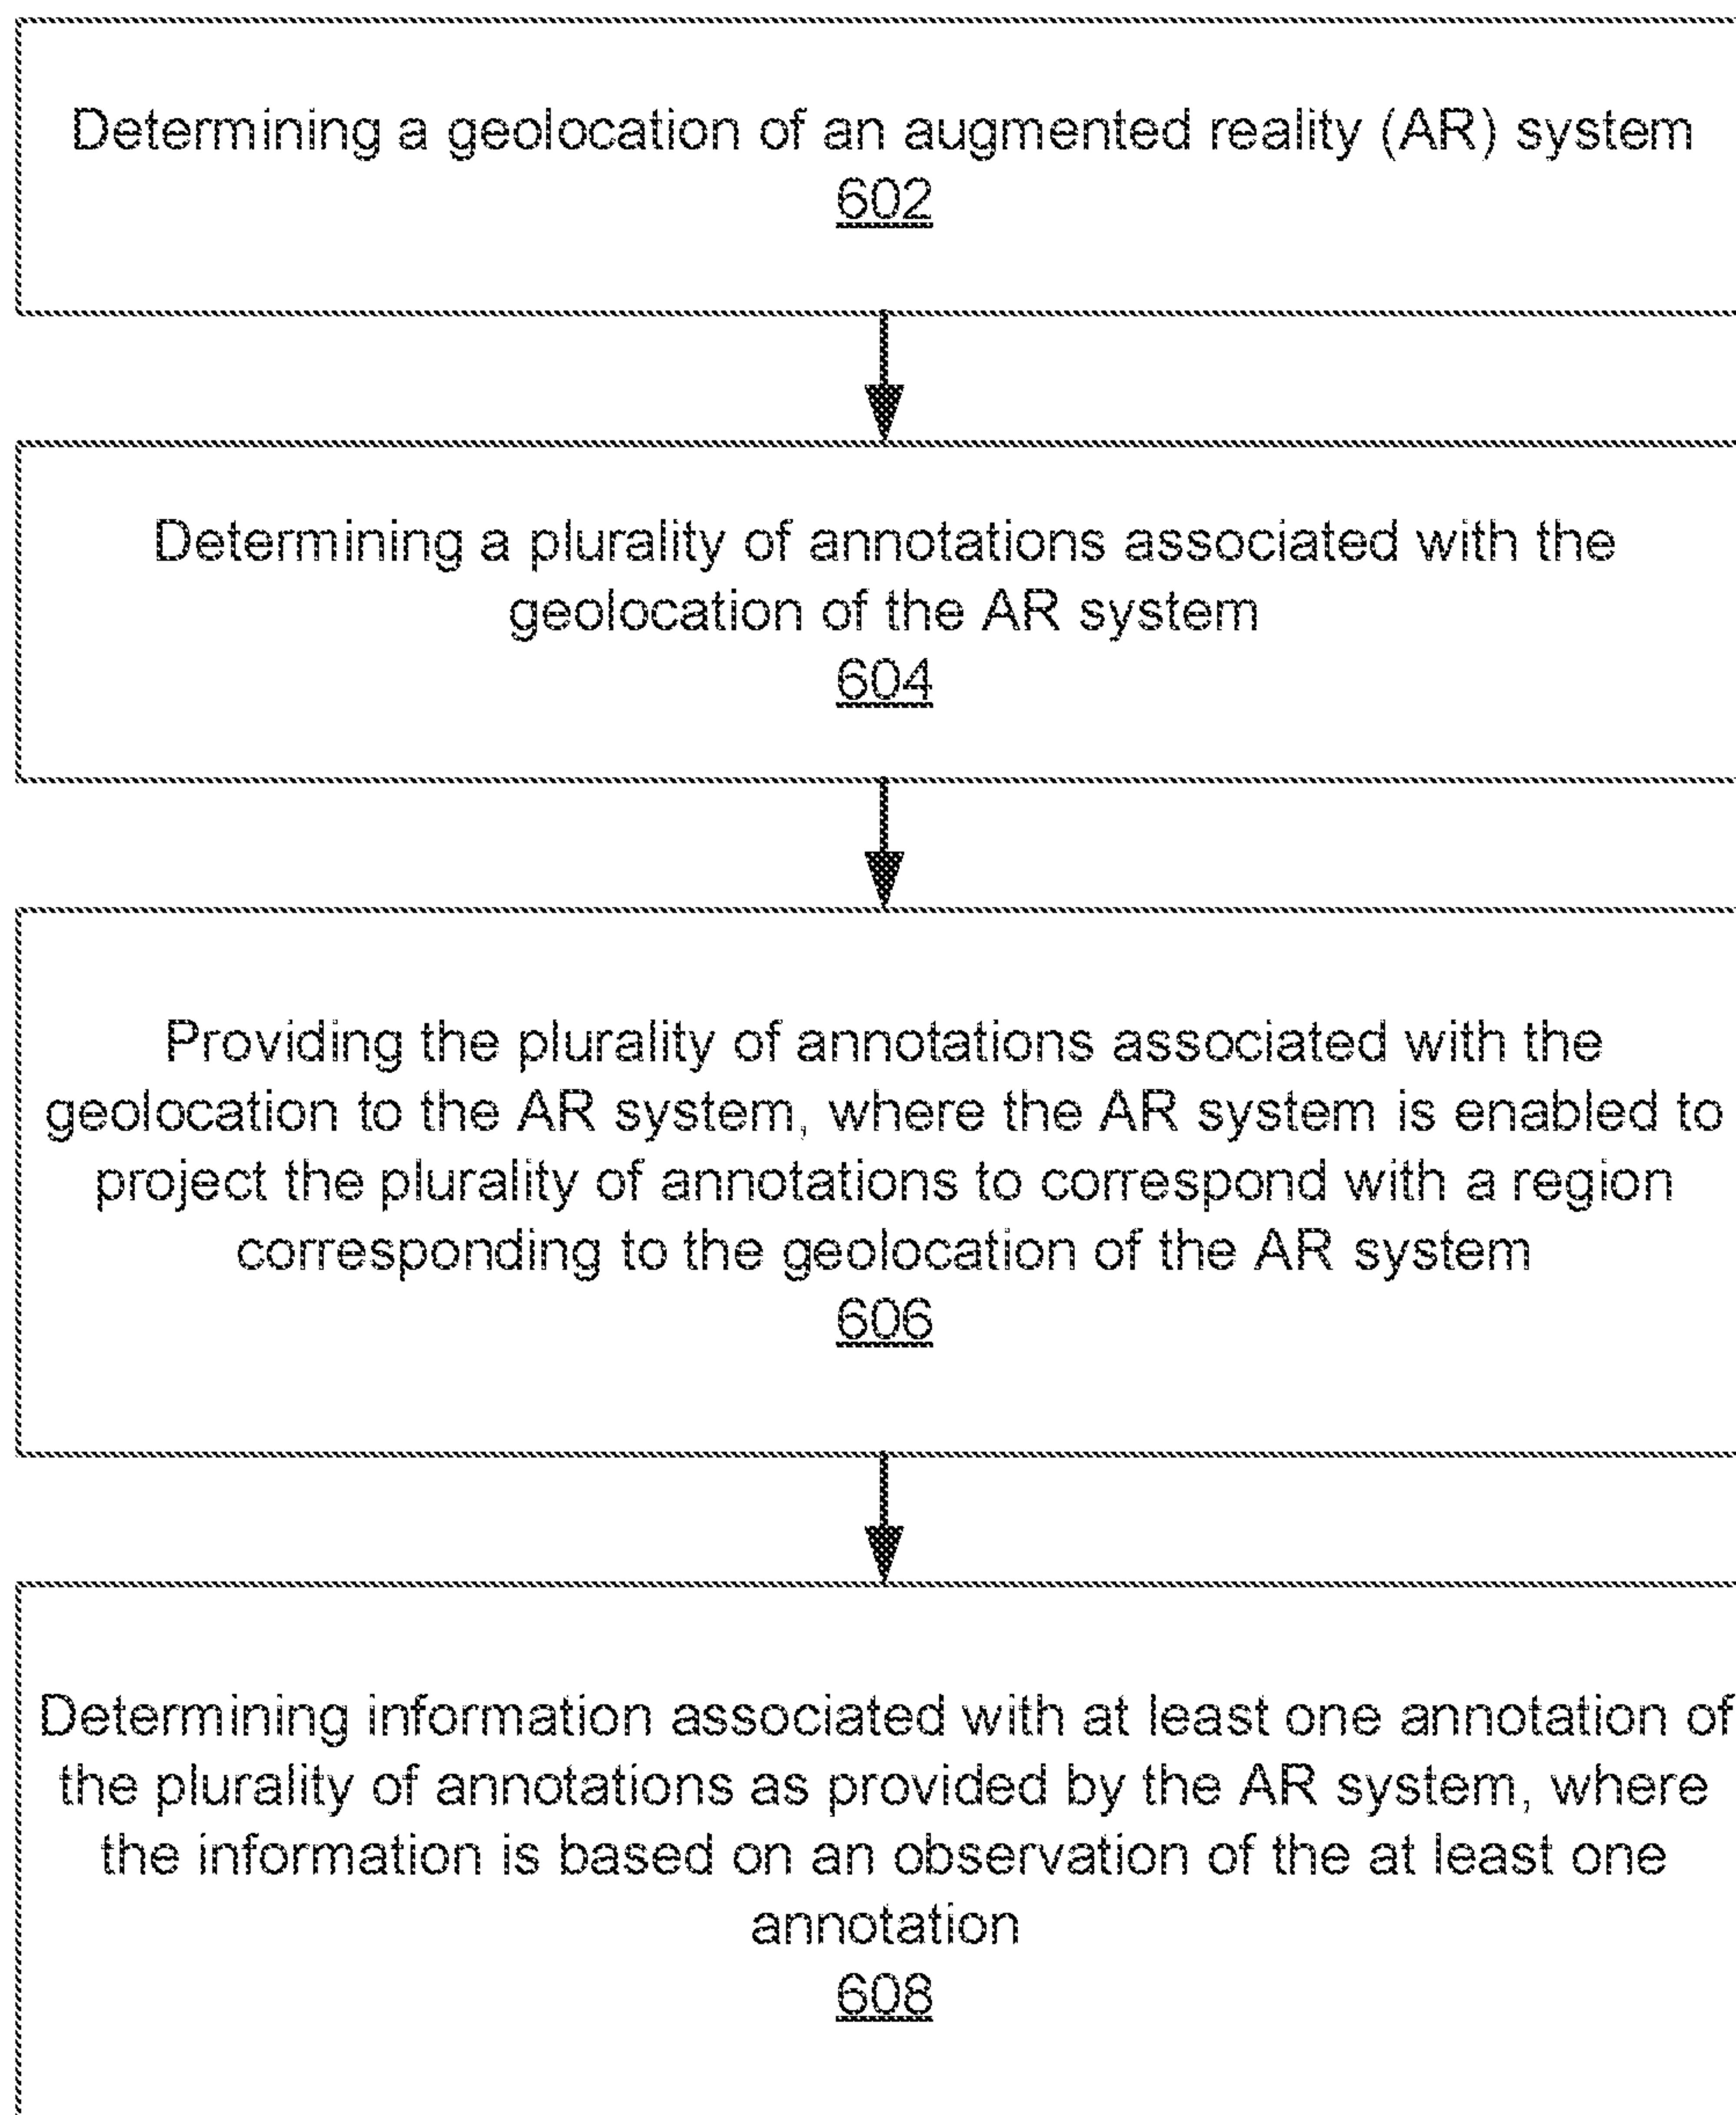 Determining a geolocation of an augmented reality (AR) system
602
Determining a plurality of annotations associated with the
geolocation of the AR system
604
Providing the plurality of annotations associated with the
geolocation to the AR system, where the AR system is enabled to
project the plurality of annotations to correspond with a region
corresponding to the geolocation of the AR system
606
Determining information associated with at least one annotation of
the plurality of annotations as provided by the AR system, where
the information is based on an observation of the at least one
annotation
608